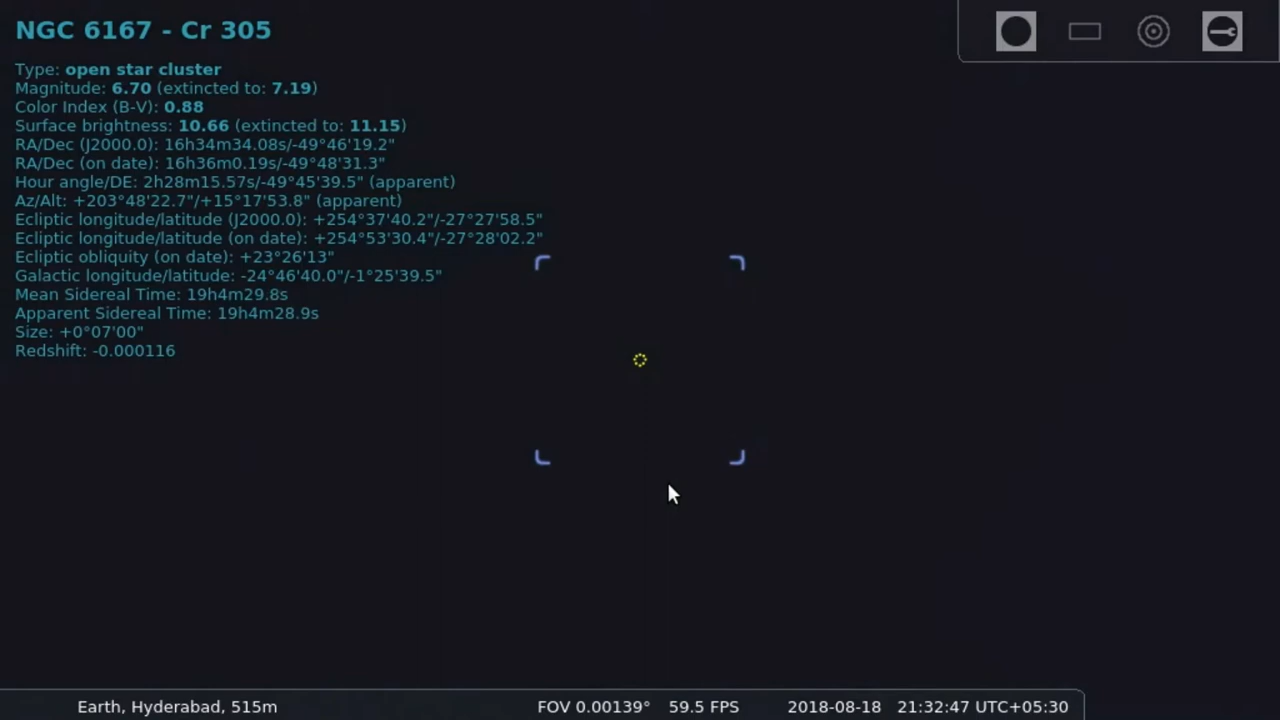 NGC 6167 - Cr 305
Type: open star cluster
Magnitude: 6.70 (extincted to: 7.19)
Color Index (B-V): 0.88
Surface brightness: 10.66 (extincted to: 11.15)
RA/Dec (J2000.0): 16h34m34.08s/-49°46'19.2"
RA/Dec (on date): 16h36m0.19s/-49°48'31.3"
Hour angle/DE: 2h28m15.57s/-49°45'39.5" (apparent)
Az/Alt: +203°48'22.7"/+15°17'53.8" (apparent)
Ecliptic longitude/latitude (J2000.0): +254°37'40.2"/-27°27'58.5"
Ecliptic longitude/latitude (on date): +254°53'30.4"/-27°28'02.2"
Ecliptic obliquity (on date): +23°26'13"
Galactic longitude/latitude: -24°46'40.0"/-1°25'39.5"
Mean Sidereal Time: 19h4m29.8s
Apparent Sidereal Time: 19h4m28.9s
Size: +0°07'00"
Redshift: -0.000116
Earth, Hyderabad, 515m FOV 0.00139° 59.5 FPS 2018-08-18 21:32:47 UTC+05:30